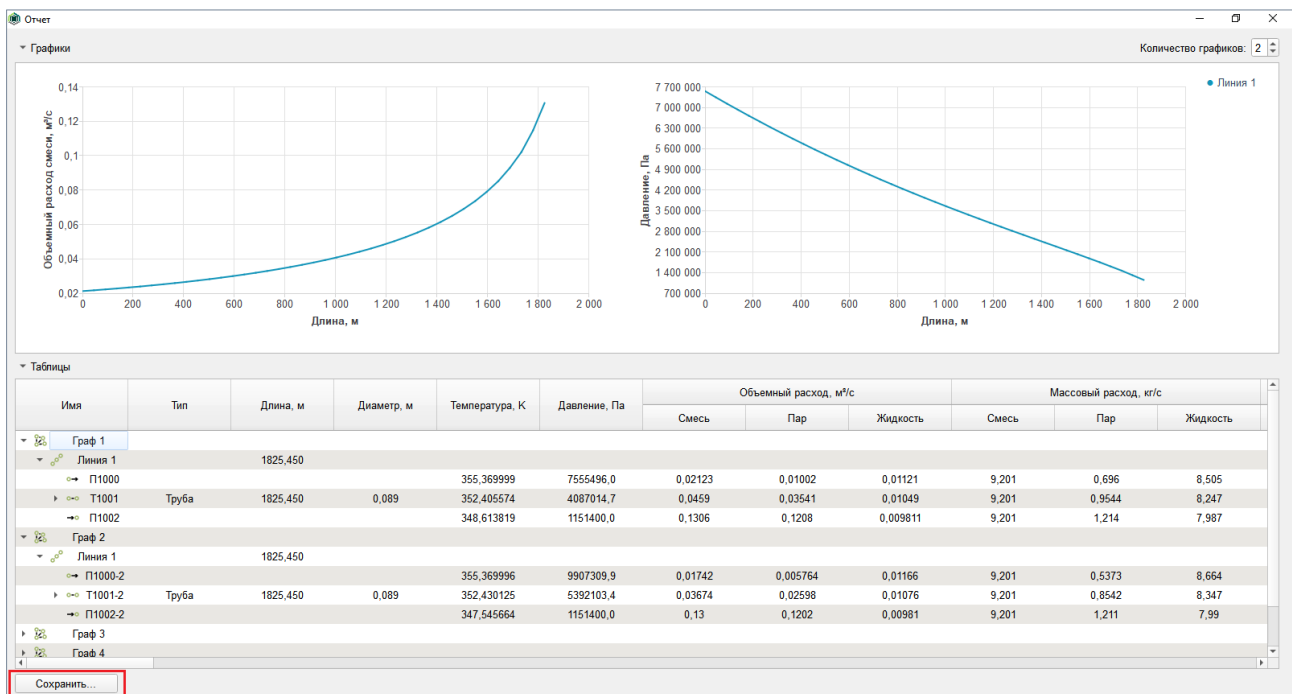 Отчет
Графики
Количество графиков: 2
0,14
0,12
0,1
0,08
0,06
0,04
0,02
Объемный расход смеси, м³/с
0 200 400 600 800 1 000 1 200 1 400 1 600 1 800 2 000
Длина, м
7 700 000
7 000 000
6 300 000
5 600 000
4 900 000
4 200 000
3 500 000
2 800 000
2 100 000
1 400 000
700 000
Давление, Па
0 200 400 600 800 1 000 1 200 1 400 1 600 1 800 2 000
Длина, м
Линия 1
Таблицы
Имя Тип Длина, м Диаметр, м Температура, K Давление, Па Объемный расход, м³/с Массовый расход, кг/с
Смесь Пар Жидкость Смесь Пар Жидкость
Граф 1
Линия 1 1825,450
П1000 355,369999 7555496,0 0,02123 0,01002 0,01121 9,201 0,696 8,505
Т1001 Труба 1825,450 0,089 352,405574 4087014,7 0,0459 0,03541 0,01049 9,201 0,9544 8,247
П1002 348,613819 1151400,0 0,1306 0,1208 0,009811 9,201 1,214 7,987
Граф 2
Линия 1 1825,450
П1000-2 355,369996 9907309,9 0,01742 0,005764 0,01166 9,201 0,5373 8,664
Т1001-2 Труба 1825,450 0,089 352,430125 5392103,4 0,03674 0,02598 0,01076 9,201 0,8542 8,347
П1002-2 347,545664 1151400,0 0,13 0,1202 0,00981 9,201 1,211 7,99
Граф 3
Граф 4
Сохранить...